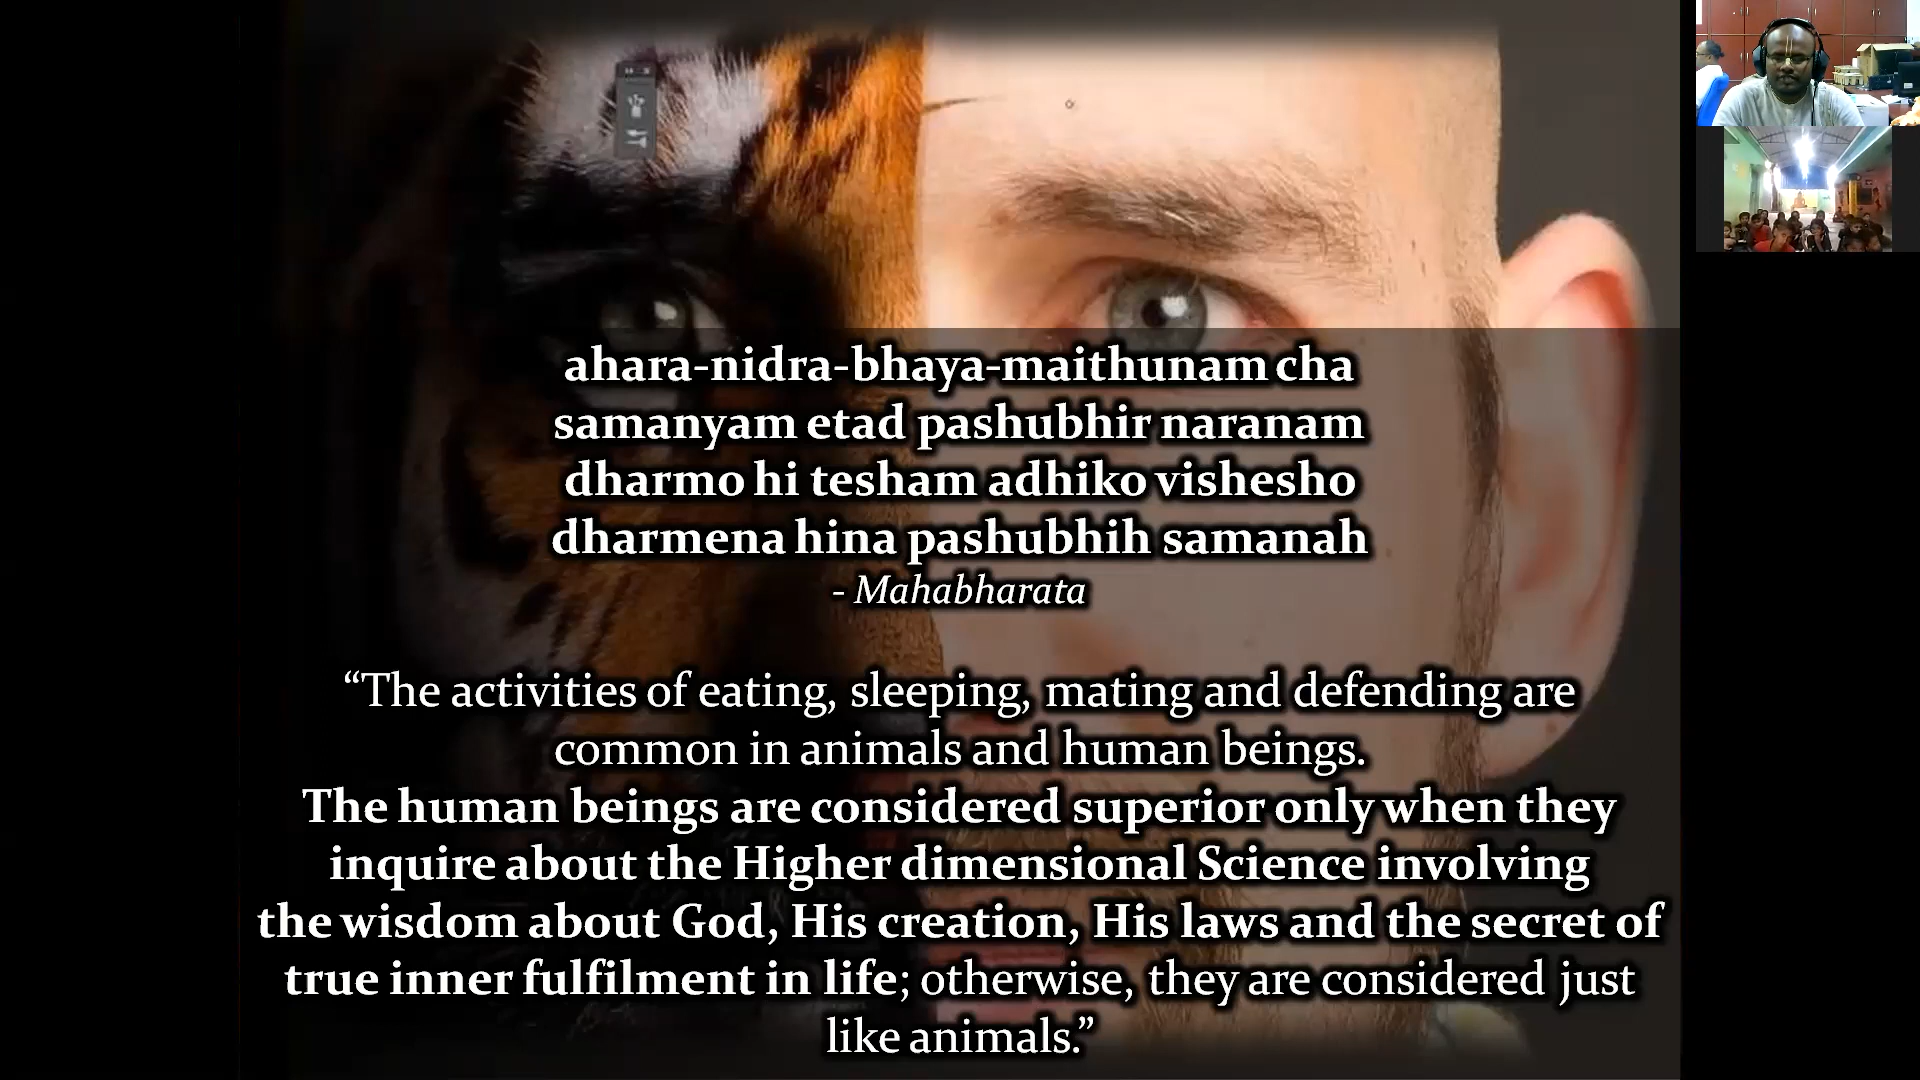 ahara-nidra-bhaya-maithunam cha
samanyam etad pashubhir naranam
dharmo hi tesham adhiko vishesho
dharmena hina pashubhih samanah
- Mahabharata
“The activities of eating, sleeping, mating and defending are
common in animals and human beings.
The human beings are considered superior only when they
inquire about the Higher dimensional Science involving
the wisdom about God, His creation, His laws and the secret of
true inner fulfilment in life; otherwise, they are considered just
like animals.”